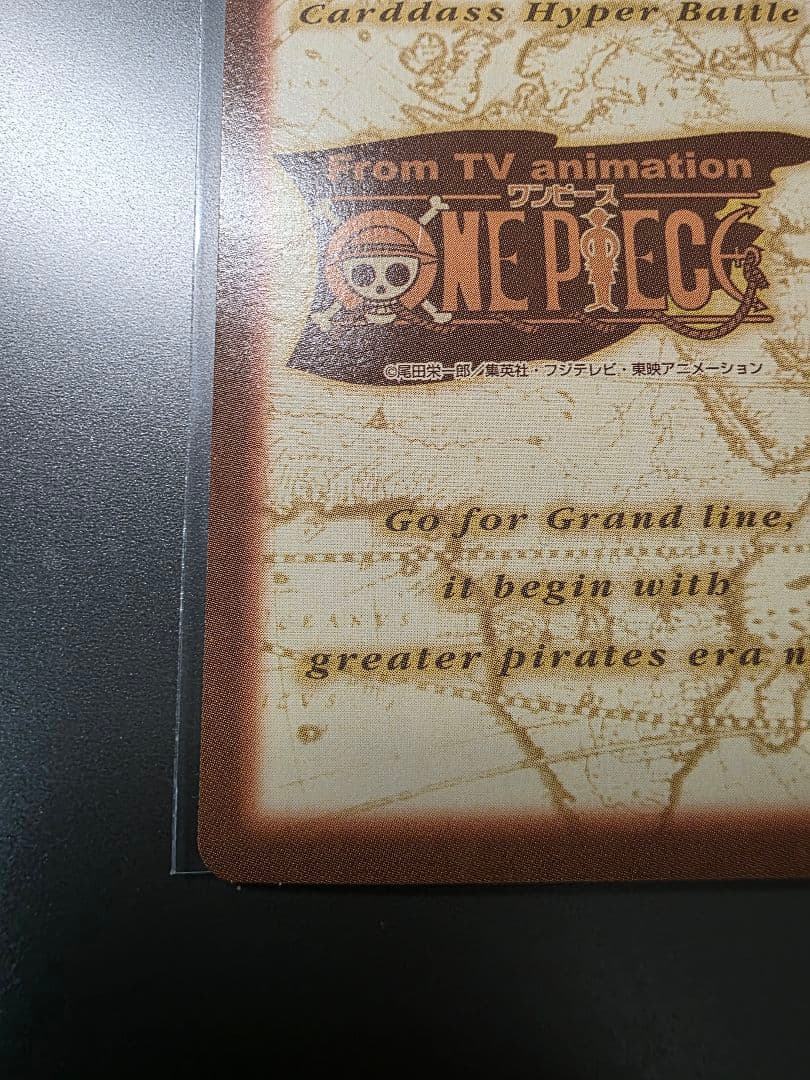 Carddass Hyper Battle
From TV animation
ワンピース
ONE PIECE
©尾田栄一郎／集英社・フジテレビ・東映アニメーション
Go for Grand line,
it begin with
greater pirates era n